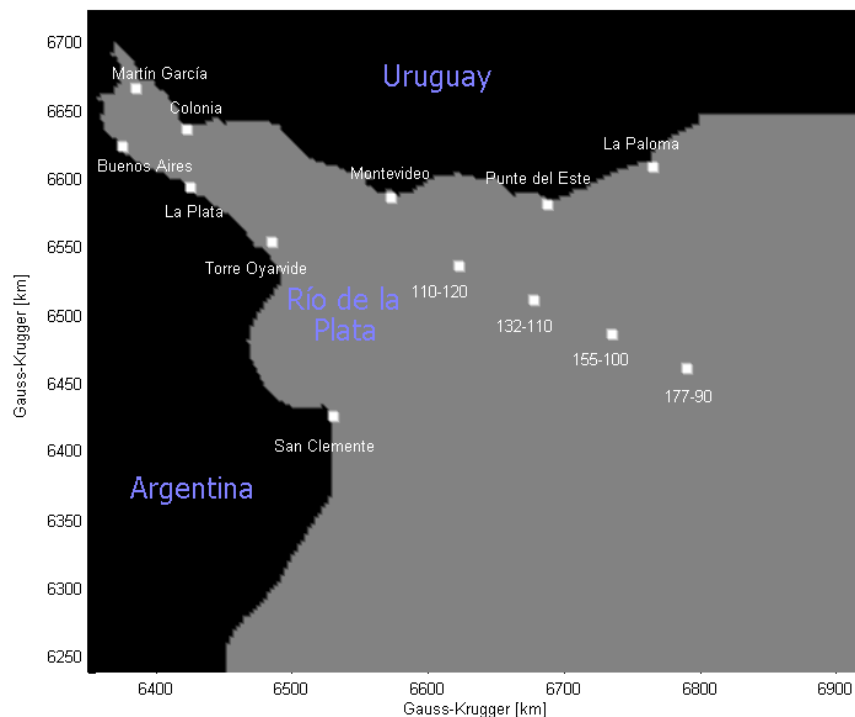 6700
6650
6600
6550
6500
6450
6400
6350
6300
6250
Gauss-Krugger [km]
Uruguay
Martín García
Colonia
La Paloma
Buenos Aires
Montevideo
Punte del Este
La Plata
Torre Oyarvide
Río de la
Plata
110-120
132-110
155-100
177-90
San Clemente
Argentina
6400
6500
6600
6700
6800
6900
Gauss-Krugger [km]